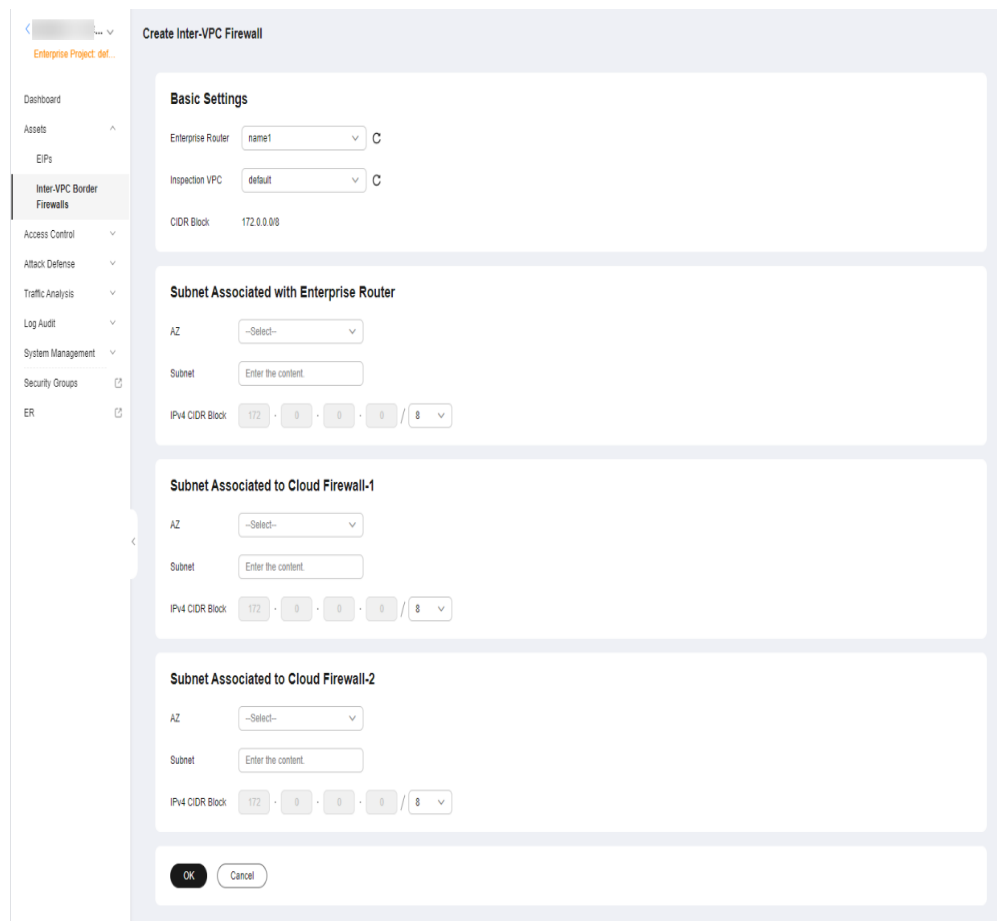 Enterprise Project: def...
Dashboard
Assets
EIPs
Inter-VPC Border
Firewalls
Access Control
Attack Defense
Traffic Analysis
Log Audit
System Management
Security Groups
ER
Create Inter-VPC Firewall
Basic Settings
Enterprise Router name1
Inspection VPC default
CIDR Block 172.0.0.0/8
Subnet Associated with Enterprise Router
AZ --Select--
Subnet Enter the content.
IPv4 CIDR Block 172 . 0 . 0 . 0 / 8
Subnet Associated to Cloud Firewall-1
AZ --Select--
Subnet Enter the content.
IPv4 CIDR Block 172 . 0 . 0 . 0 / 8
Subnet Associated to Cloud Firewall-2
AZ --Select--
Subnet Enter the content.
IPv4 CIDR Block 172 . 0 . 0 . 0 / 8
OK Cancel